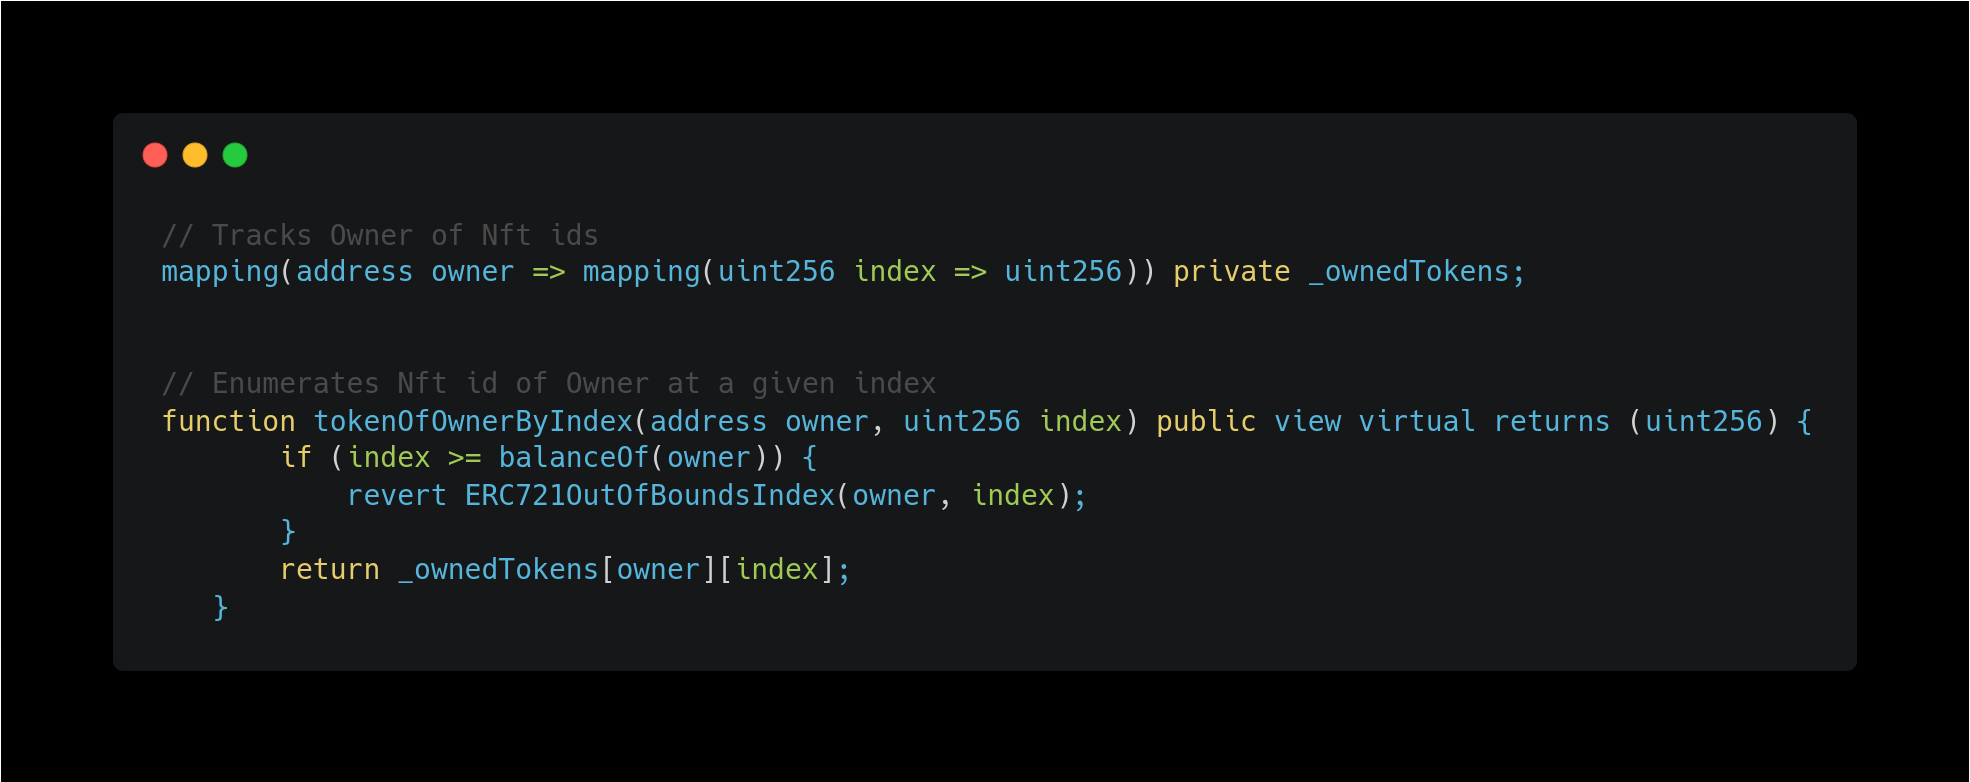 // Tracks Owner of Nft ids
mapping(address owner => mapping(uint256 index => uint256)) private _ownedTokens;
// Enumerates Nft id of Owner at a given index
function tokenOfOwnerByIndex(address owner, uint256 index) public view virtual returns (uint256) {
if (index >= balanceOf(owner)) {
revert ERC721OutOfBoundsIndex(owner, index);
}
return _ownedTokens[owner][index];
}